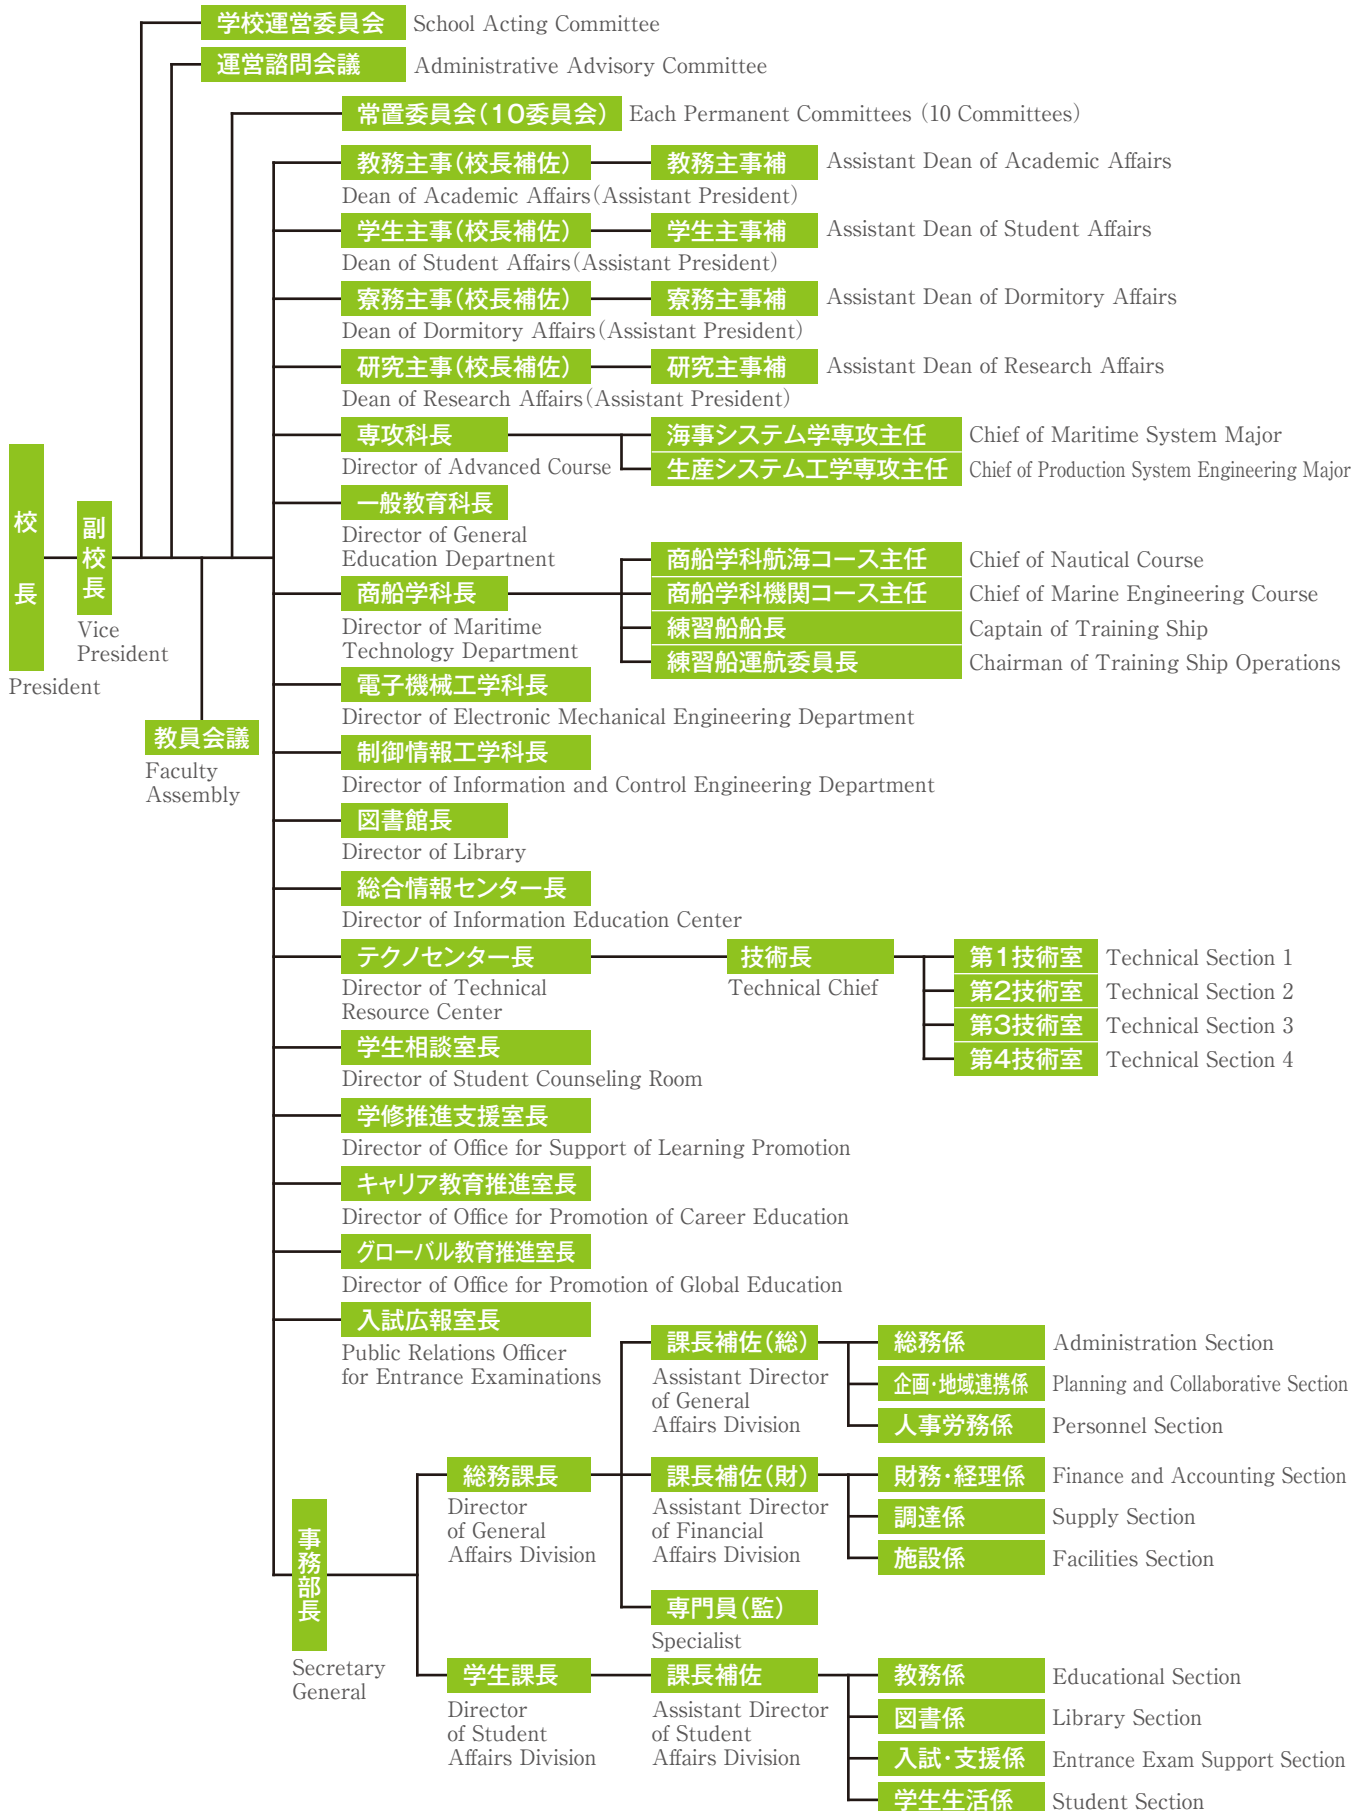 学校運営委員会 School Acting Committee
運営諮問会議 Administrative Advisory Committee
常置委員会(10委員会) Each Permanent Committees (10 Committees)
教務主事(校長補佐) 教務主事補 Assistant Dean of Academic Affairs
Dean of Academic Affairs(Assistant President)
学生主事(校長補佐) 学生主事補 Assistant Dean of Student Affairs
Dean of Student Affairs(Assistant President)
寮務主事(校長補佐) 寮務主事補 Assistant Dean of Dormitory Affairs
Dean of Dormitory Affairs(Assistant President)
研究主事(校長補佐) 研究主事補 Assistant Dean of Research Affairs
Dean of Research Affairs(Assistant President)
専攻科長 海事システム学専攻主任 Chief of Maritime System Major
Director of Advanced Course 生産システム工学専攻主任 Chief of Production System Engineering Major
校長
President
副校長
Vice
President
教員会議
Faculty
Assembly
一般教育科長
Director of General
Education Department
商船学科航海コース主任 Chief of Nautical Course
商船学科長 商船学科機関コース主任 Chief of Marine Engineering Course
Director of Maritime
Technology Department
練習船船長 Captain of Training Ship
練習船運航委員長 Chairman of Training Ship Operations
電子機械工学科長
Director of Electronic Mechanical Engineering Department
制御情報工学科長
Director of Information and Control Engineering Department
図書館長
Director of Library
総合情報センター長
Director of Information Education Center
テクノセンター長
Director of Technical
Resource Center
技術長
Technical Chief
第1技術室 Technical Section 1
第2技術室 Technical Section 2
第3技術室 Technical Section 3
第4技術室 Technical Section 4
学生相談室長
Director of Student Counseling Room
学修推進支援室長
Director of Office for Support of Learning Promotion
キャリア教育推進室長
Director of Office for Promotion of Career Education
グローバル教育推進室長
Director of Office for Promotion of Global Education
入試広報室長
Public Relations Officer
for Entrance Examinations
事務部長
Secretary
General
総務課長
Director
of General
Affairs Division
課長補佐(総)
Assistant Director
of General
Affairs Division
総務係 Administration Section
企画・地域連携係 Planning and Collaborative Section
人事労務係 Personnel Section
課長補佐(財)
Assistant Director
of Financial
Affairs Division
財務・経理係 Finance and Accounting Section
調達係 Supply Section
施設係 Facilities Section
専門員(監)
Specialist
学生課長
Director
of Student
Affairs Division
課長補佐
Assistant Director
of Student
Affairs Division
教務係 Educational Section
図書係 Library Section
入試・支援係 Entrance Exam Support Section
学生生活係 Student Section